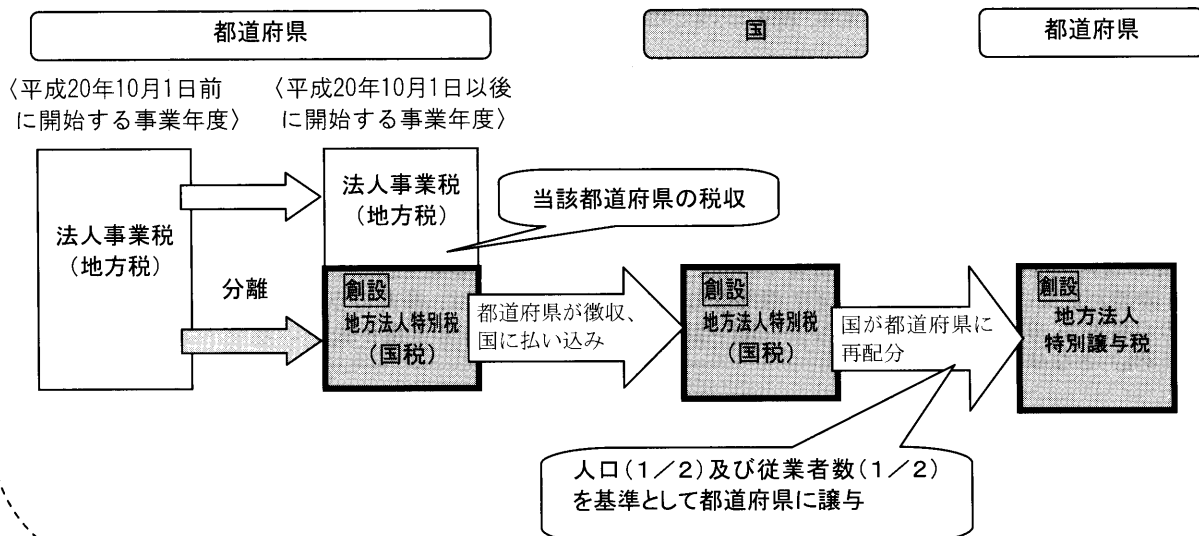 都道府県
国
都道府県
〈平成20年10月1日前
に開始する事業年度〉
〈平成20年10月1日以後
に開始する事業年度〉
法人事業税
（地方税）
分離
法人事業税
（地方税）
当該都道府県の税収
創設
地方法人特別税
（国税）
都道府県が徴収、
国に払い込み
創設
地方法人特別税
（国税）
国が都道府県に
再配分
創設
地方法人
特別譲与税
人口（１／２）及び従業者数（１／２）
を基準として都道府県に譲与